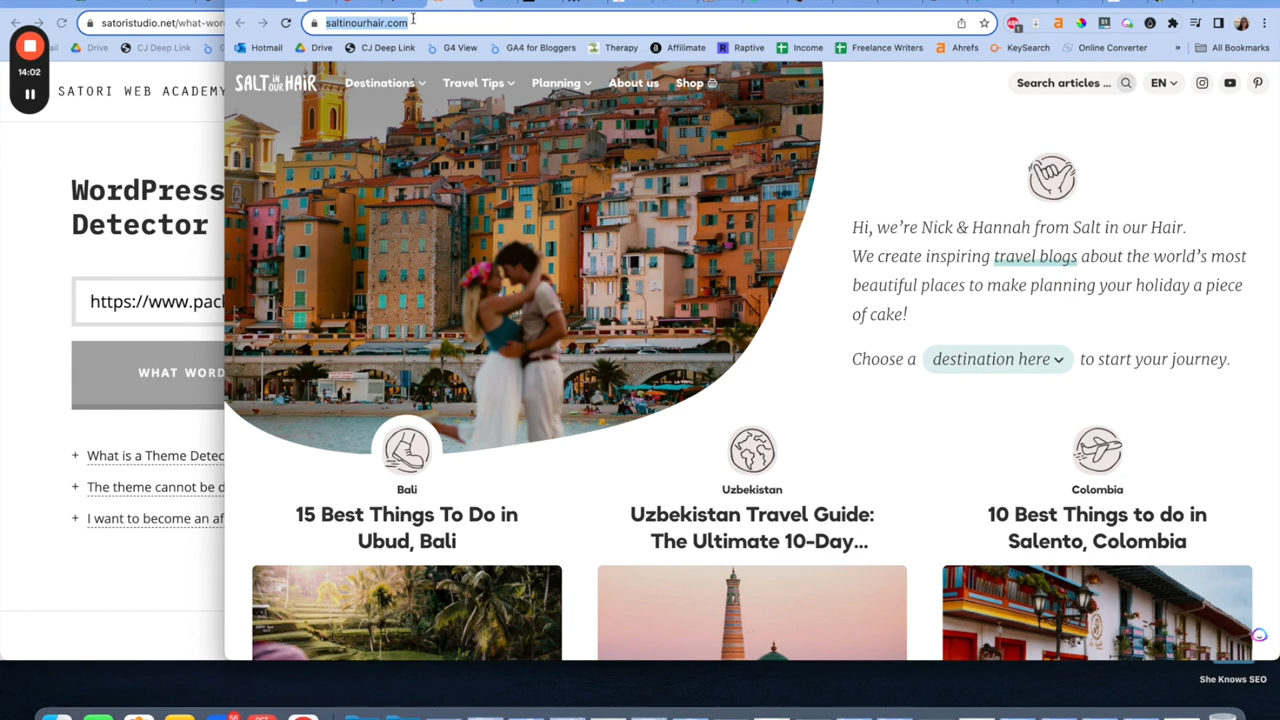 satoristudio.net/what-wor
saltinourhair.com
Drive
CJ Deep Link
Hotmail
Drive
CJ Deep Link
G4 View
GA4 for Bloggers
Therapy
Affilimate
Raptive
Income
Freelance Writers
Ahrefs
KeySearch
Online Converter
»
All Bookmarks
14:02
SATORI WEB ACADEMY
SALT IN OUR HAIR
Destinations
Travel Tips
Planning
About us
Shop
Search articles ...
EN
WordPress
Detector
https://www.pac
WHAT WORD
+ What is a Theme Detec
+ The theme cannot be d
+ I want to become an af
Hi, we're Nick & Hannah from Salt in our Hair.
We create inspiring travel blogs about the world's most
beautiful places to make planning your holiday a piece
of cake!
Choose a destination here to start your journey.
Bali
15 Best Things To Do in
Ubud, Bali
Uzbekistan
Uzbekistan Travel Guide:
The Ultimate 10-Day...
Colombia
10 Best Things to do in
Salento, Colombia
She Knows SEO